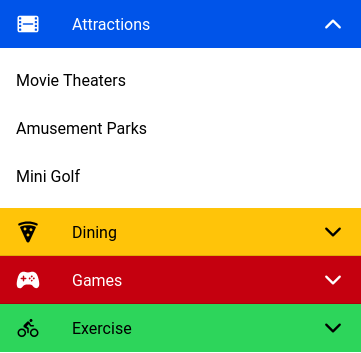 Attractions
Movie Theaters
Amusement Parks
Mini Golf
Dining
Games
Exercise